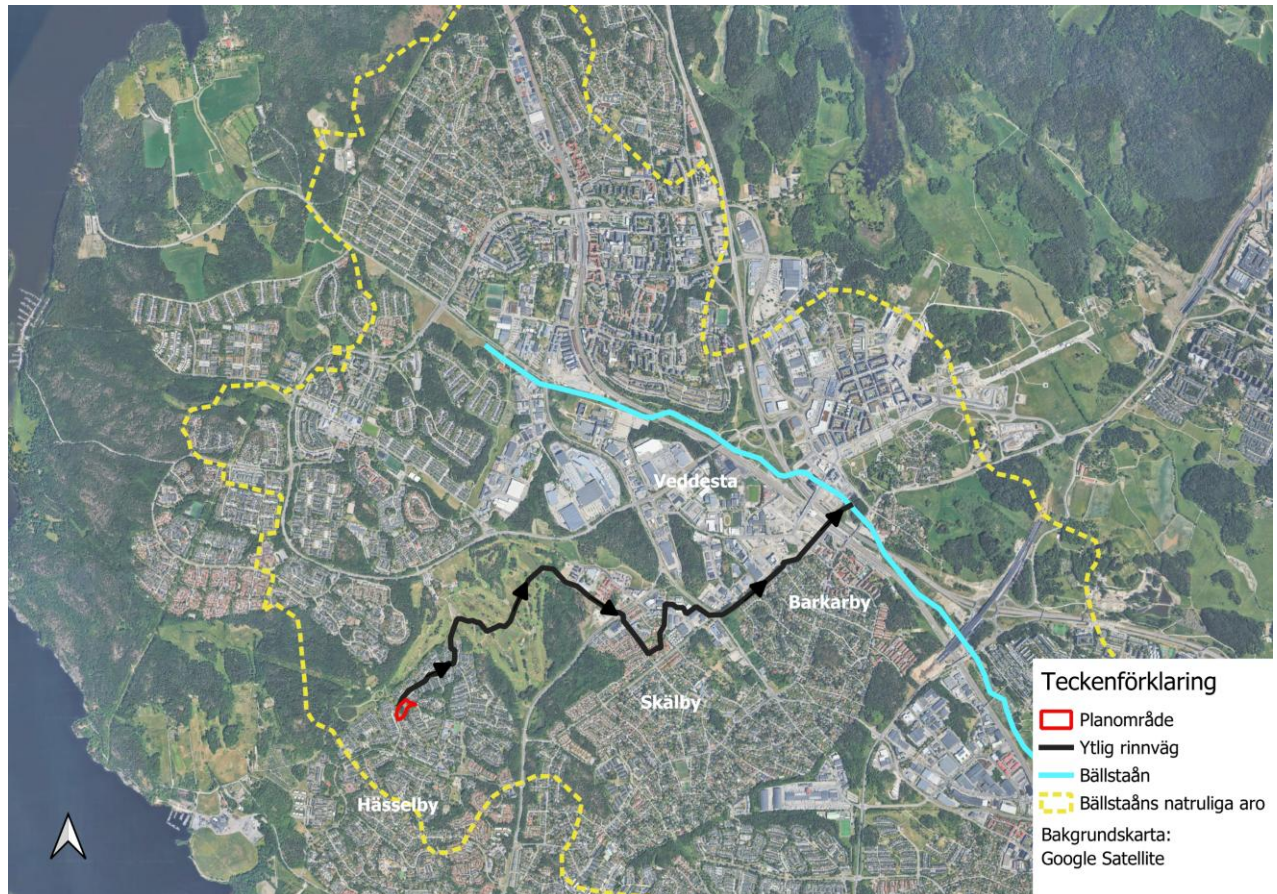 Veddesta
Barkarby
Skälby
Hässelby
Teckenförklaring
Planområde
Ytlig rinnväg
Bällstaån
Bällstaåns natruliga aro
Bakgrundskarta:
Google Satellite